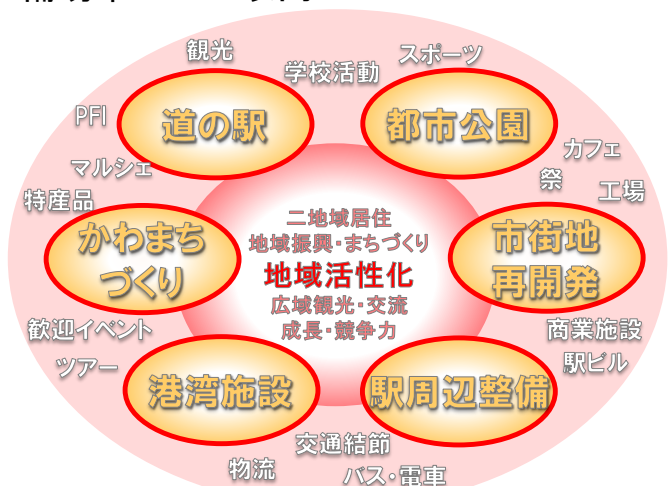 観光
学校活動
スポーツ
PFI
道の駅
都市公園
カフェ
マルシェ
祭
工場
特産品
かわまち
づくり
二地域居住
地域振興・まちづくり
地域活性化
広域観光・交流
成長・競争力
市街地
再開発
歓迎イベント
商業施設
ツアー
駅ビル
港湾施設
駅周辺整備
交通結節
物流
バス・電車